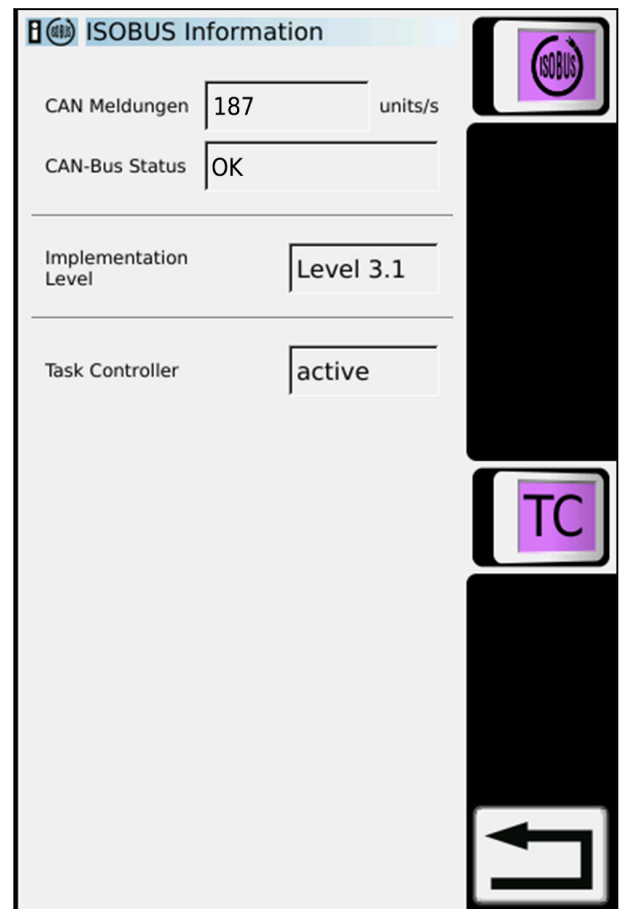 ISOBUS Information
ISOBUS
CAN Meldungen 187 units/s
CAN-Bus Status OK
Implementation
Level
Level 3.1
Task Controller active
TC